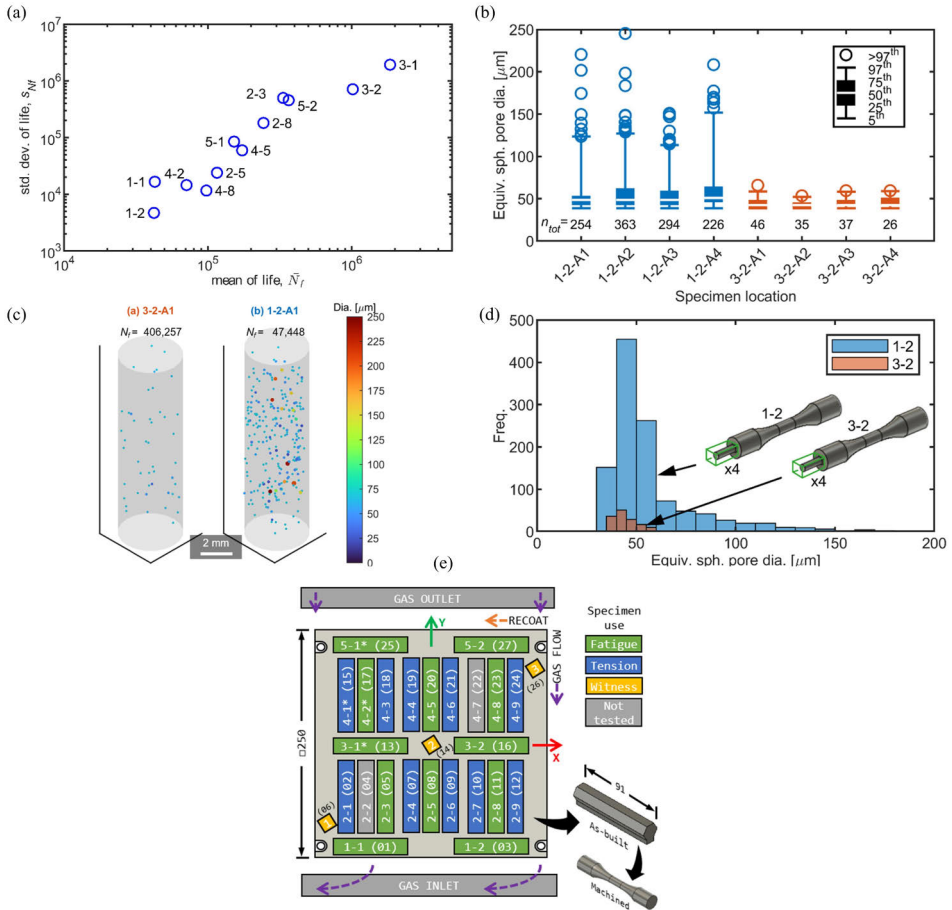 (a)
10^7
10^6
10^5
10^4
10^3
std. dev. of life, s_Nf
3-1
3-2
2-3
5-2
2-8
5-1
4-5
4-2
2-5
1-1
4-8
1-2
10^4
10^5
10^6
mean of life, N̄_f
(b)
250
200
150
100
50
0
Equiv. sph. pore dia. [μm]
>97th
97th
75th
50th
25th
5th
n_tot= 254 363 294 226 46 35 37 26
1-2-A1
1-2-A2
1-2-A3
1-2-A4
3-2-A1
3-2-A2
3-2-A3
3-2-A4
Specimen location
(c)
(a) 3-2-A1
(b) 1-2-A1
Dia. [μm]
N_f = 406,257
N_f = 47,448
250
200
150
100
50
0
2 mm
(d)
500
400
300
200
100
0
Freq.
1-2
3-2
1-2
3-2
x4
x4
0
50
100
150
200
Equiv. sph. pore dia. [μm]
(e)
GAS OUTLET
Y
RECOAT
GAS FLOW
5-1* (25)
5-2 (27)
4-1* (15)
4-2* (17)
4-3 (18)
4-4 (19)
4-5 (20)
4-6 (21)
4-7 (22)
4-8 (23)
4-9 (24)
3
(26)
□250
3-1* (13)
2
(14)
3-2 (16)
X
(06)
1
2-1 (02)
2-2 (04)
2-3 (05)
2-4 (07)
2-5 (08)
2-6 (09)
2-7 (10)
2-8 (11)
2-9 (12)
1-1 (01)
1-2 (03)
GAS INLET
Specimen
use
Fatigue
Tension
Witness
Not
tested
91
As-built
Machined